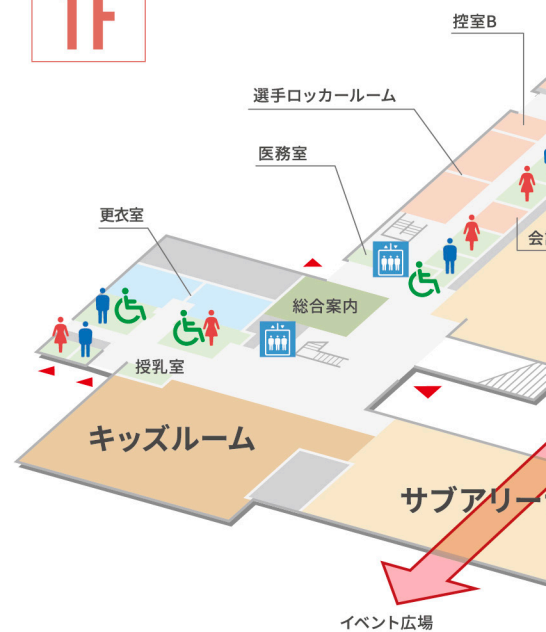 1F
控室B
選手ロッカールーム
医務室
更衣室
会
総合案内
授乳室
キッズルーム
サブアリー
イベント広場